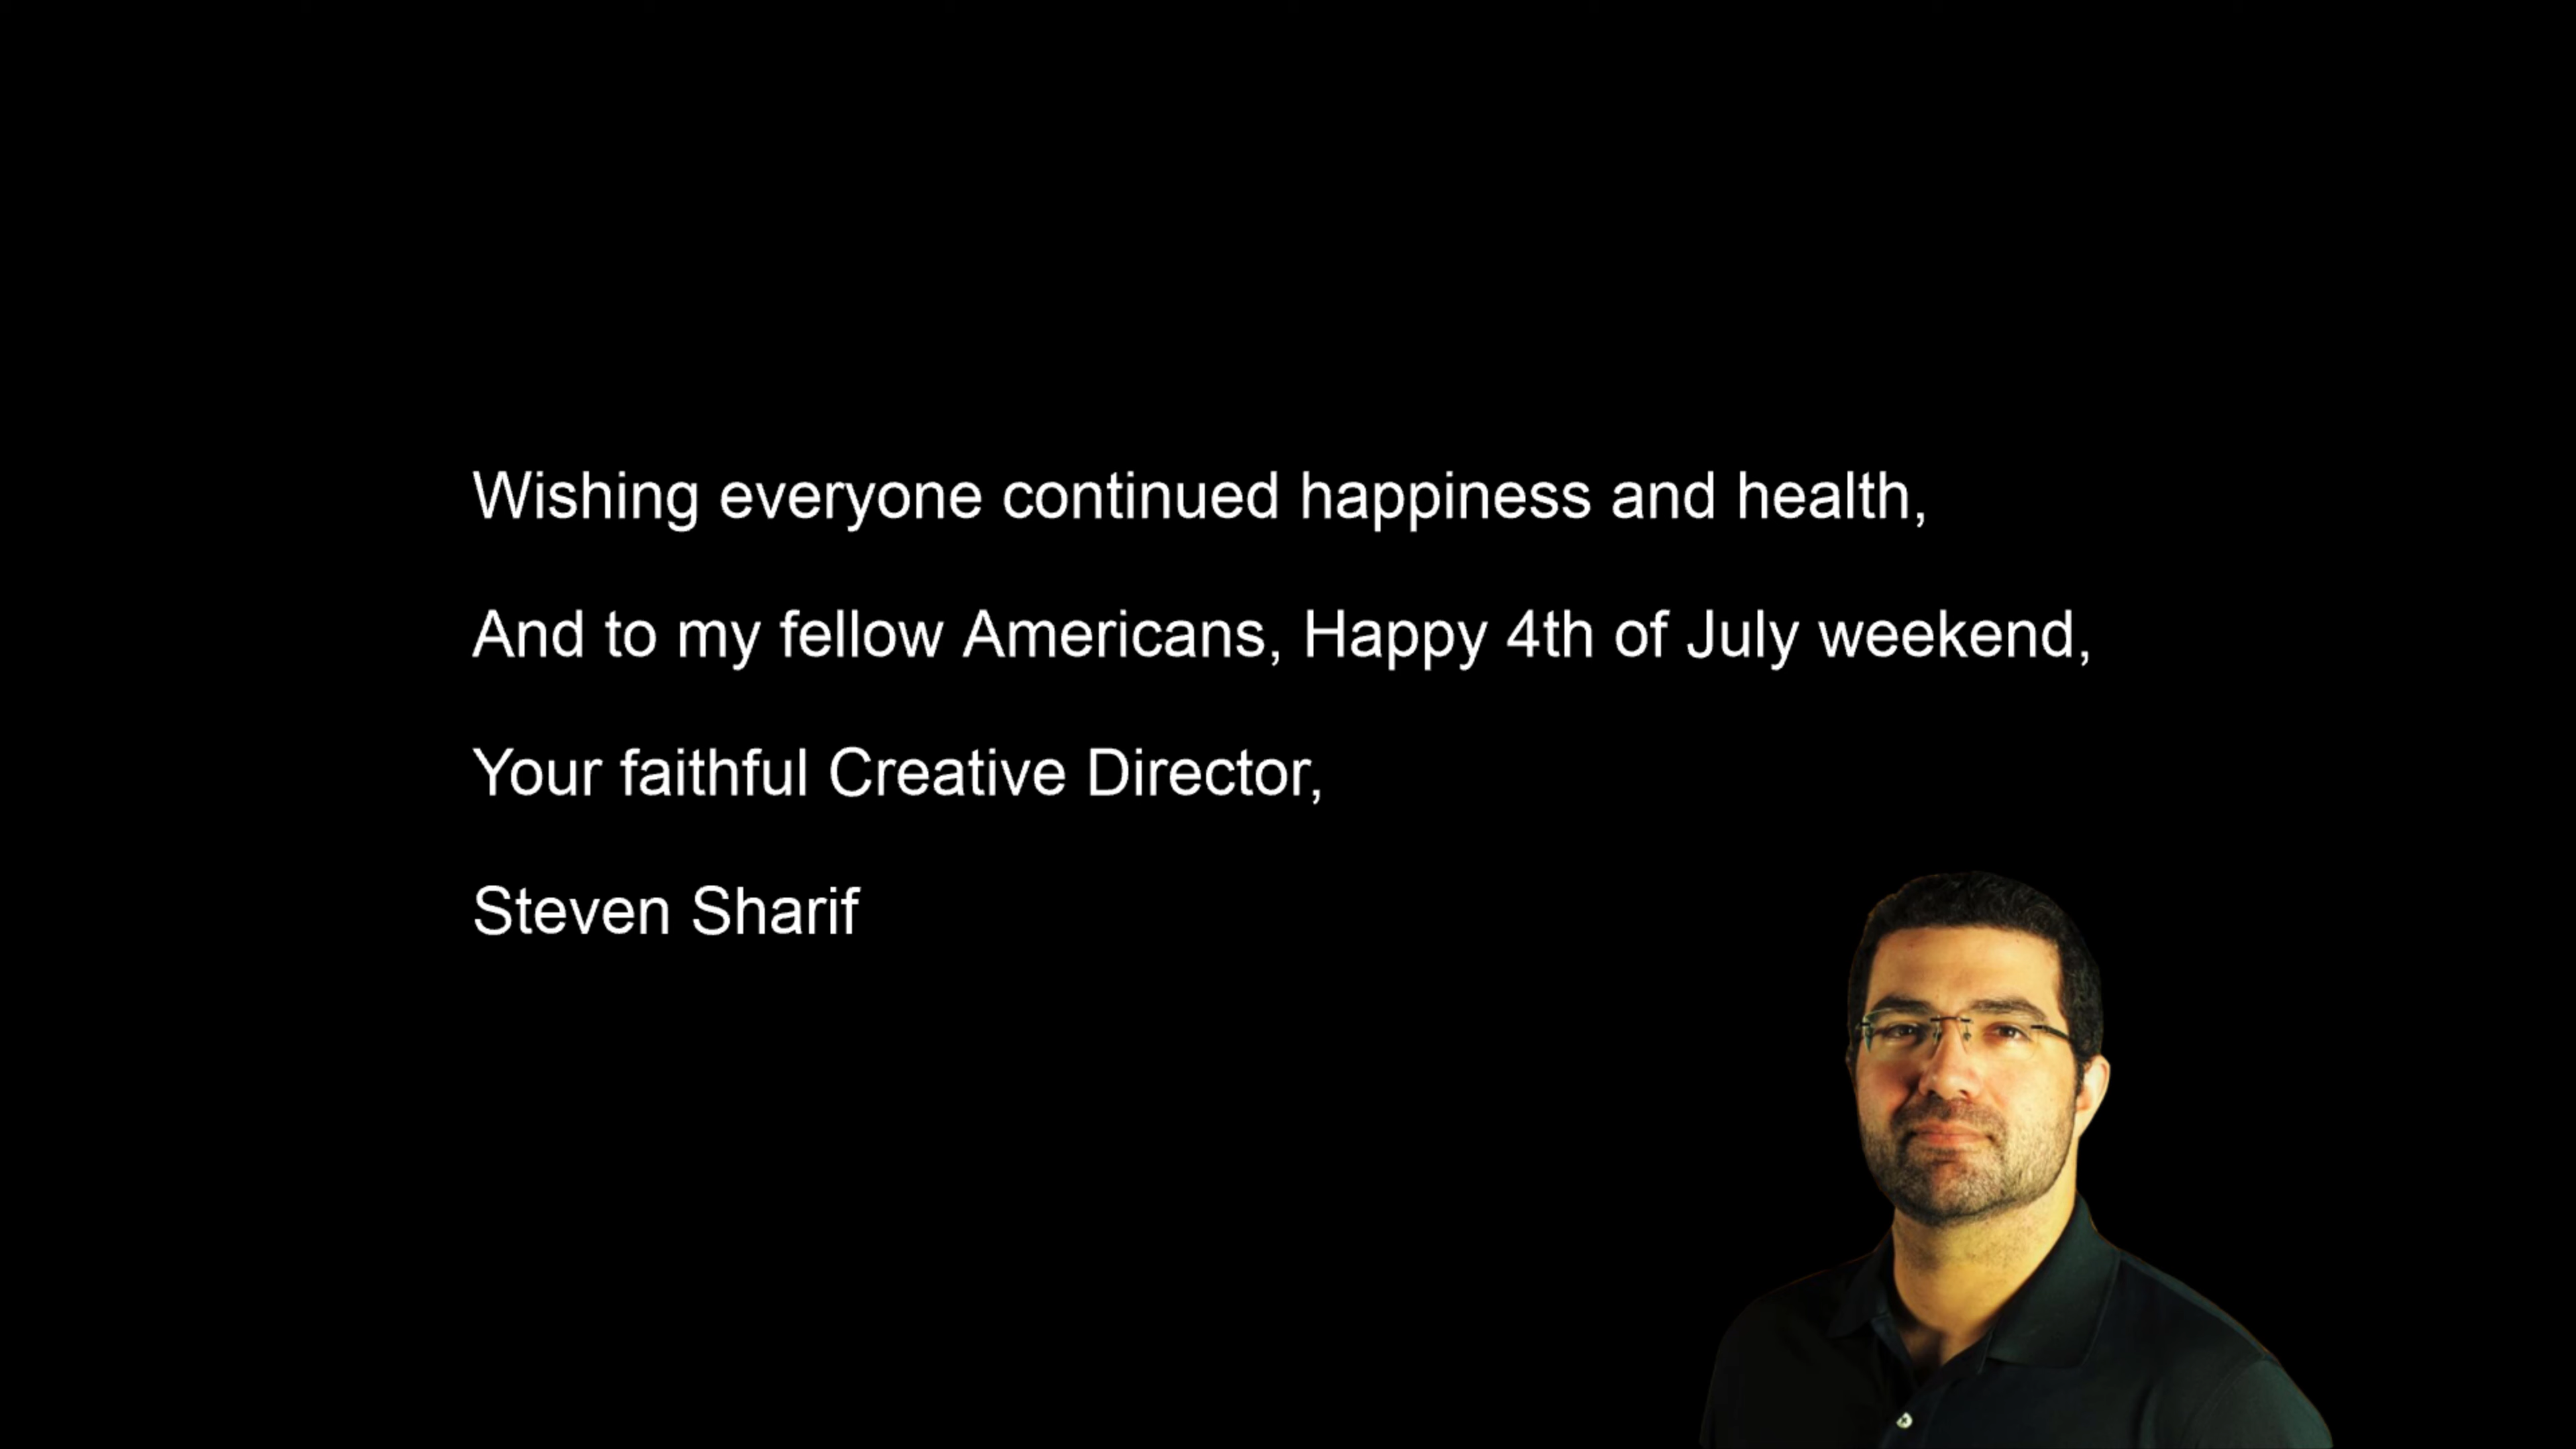 Wishing everyone continued happiness and health,
And to my fellow Americans, Happy 4th of July weekend,
Your faithful Creative Director,
Steven Sharif